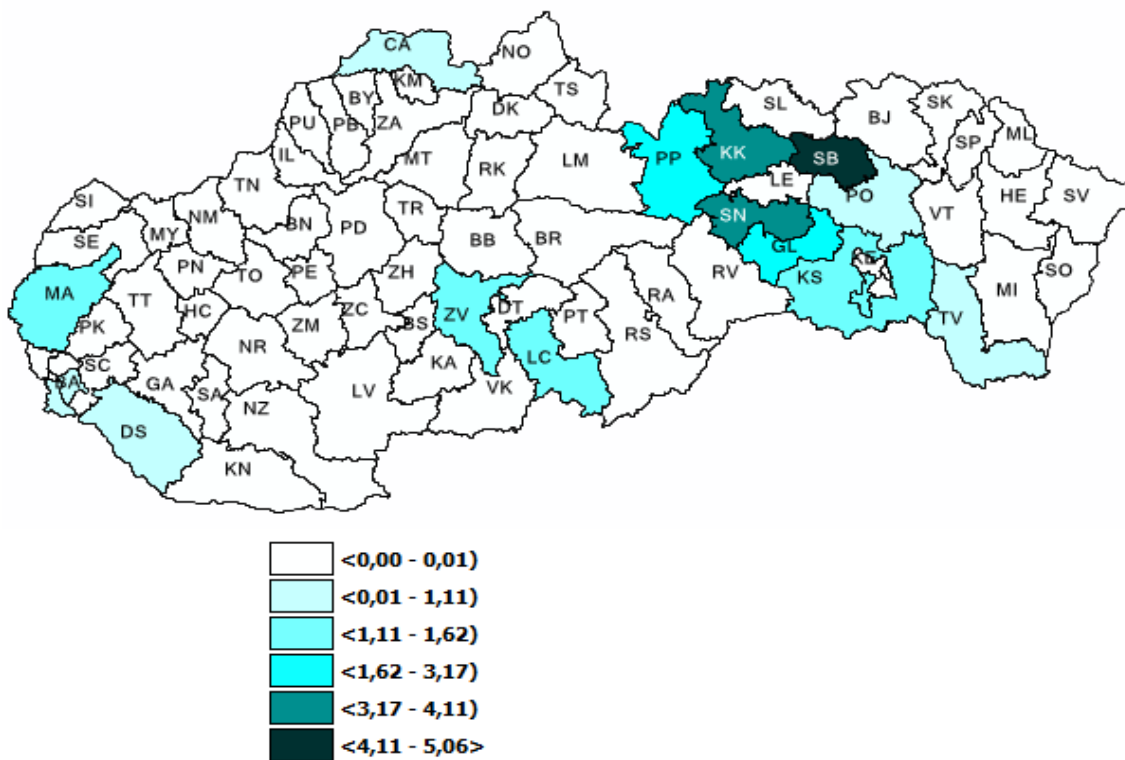 CA
NO
KM
TS
BY
DK
PU
PB
ZA
SL
BJ
SK
SP
ML
IL
MT
RK
LM
PP
KK
SB
LE
PO
HE
SV
VT
SI
TN
NM
BN
TR
PD
BB
BR
SN
GL
SE
MY
PN
TO
PE
ZH
RV
KS
SO
MI
MA
TT
HC
ZM
ZC
BS
ZV
DT
PT
RA
RS
TV
PK
NR
SC
KA
LC
BA
GA
SA
NZ
LV
VK
DS
KN
<0,00 - 0,01)
<0,01 - 1,11)
<1,11 - 1,62)
<1,62 - 3,17)
<3,17 - 4,11)
<4,11 - 5,06>